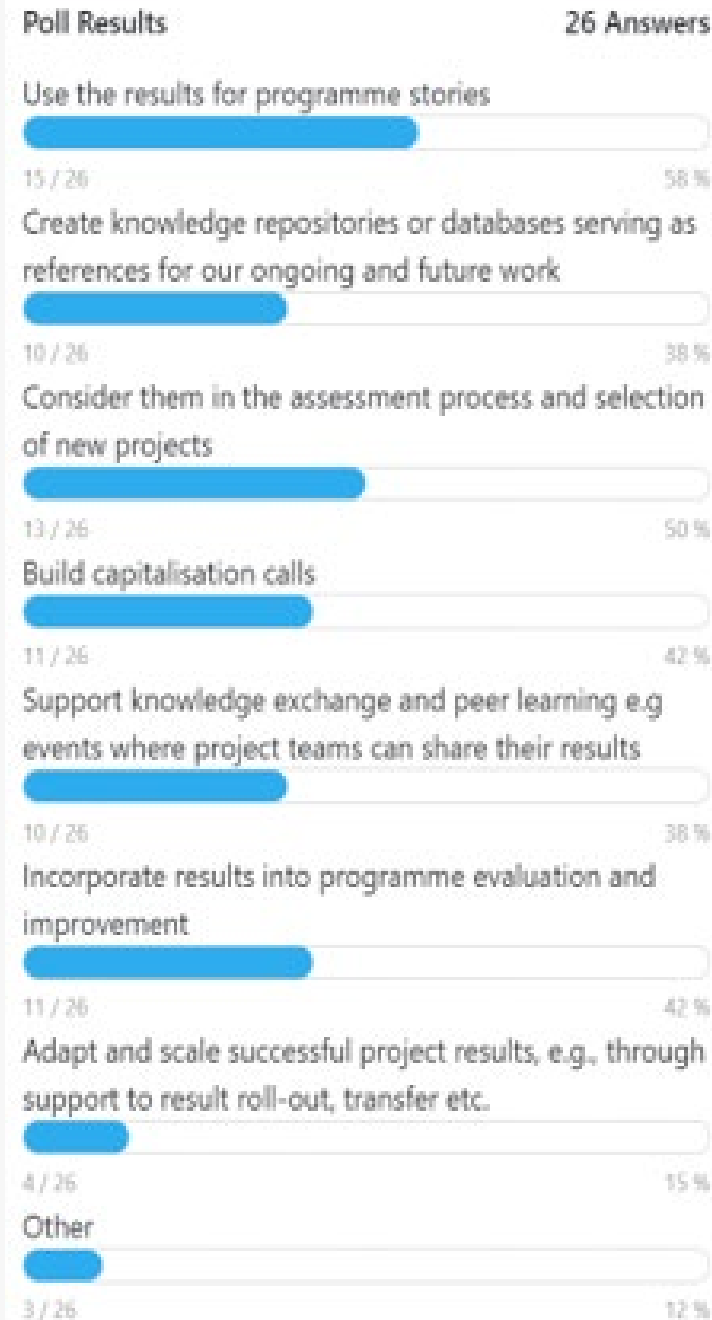 Poll Results 26 Answers
Use the results for programme stories
15 / 26 58 %
Create knowledge repositories or databases serving as
references for our ongoing and future work
10 / 26 38 %
Consider them in the assessment process and selection
of new projects
13 / 26 50 %
Build capitalisation calls
11 / 26 42 %
Support knowledge exchange and peer learning e.g
events where project teams can share their results
10 / 26 38 %
Incorporate results into programme evaluation and
improvement
11 / 26 42 %
Adapt and scale successful project results, e.g., through
support to result roll-out, transfer etc.
4 / 26 15 %
Other
3 / 26 12 %